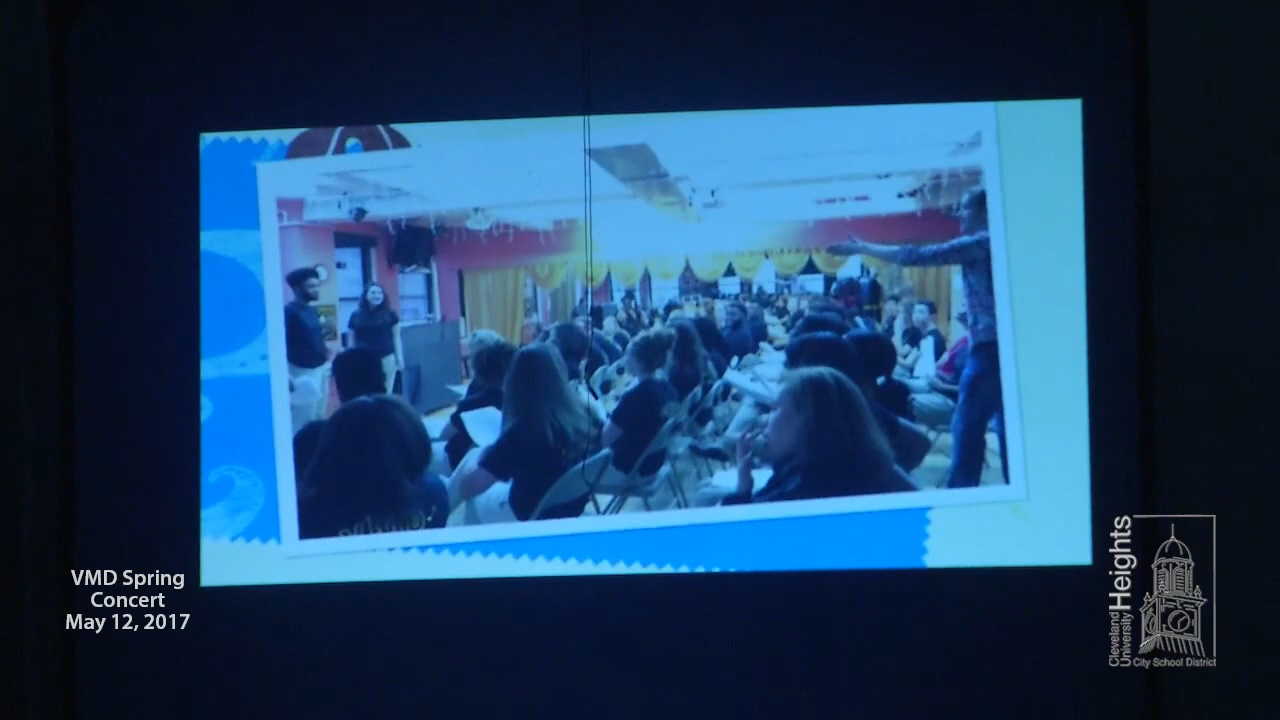 VMD Spring
Concert
May 12, 2017
Cleveland
University
Heights
City School District